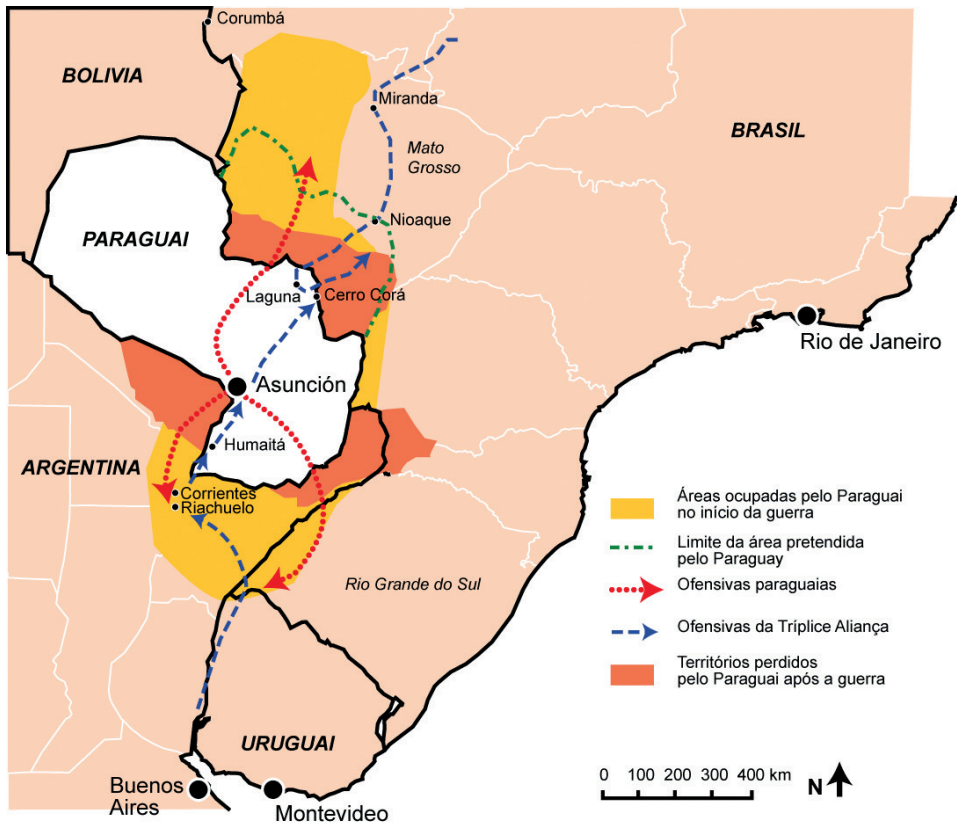 Corumbá
BOLIVIA
Miranda
BRASIL
Mato
Grosso
Nioaque
PARAGUAI
Laguna
Cerro Corá
Rio de Janeiro
Asunción
Humaitá
ARGENTINA
Corrientes
Riachuelo
Rio Grande do Sul
URUGUAI
Buenos
Aires
Montevideo
Áreas ocupadas pelo Paraguai
no início da guerra
Limite da área pretendida
pelo Paraguay
Ofensivas paraguaias
Ofensivas da Tríplice Aliança
Territórios perdidos
pelo Paraguai após a guerra
0 100 200 300 400 km
N